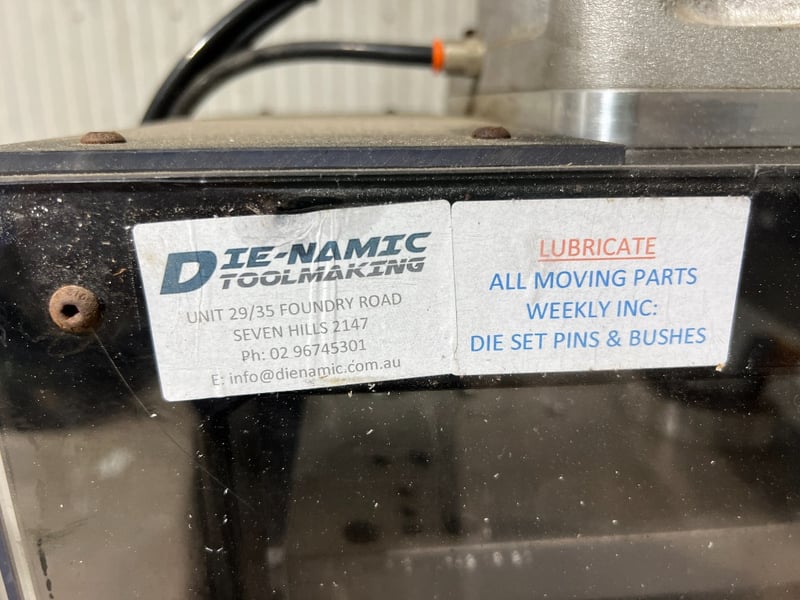 DIE-NAMIC
TOOLMAKING
UNIT 29/35 FOUNDRY ROAD
SEVEN HILLS 2147
Ph: 02 96745301
E: info@dienamic.com.au
LUBRICATE
ALL MOVING PARTS
WEEKLY INC:
DIE SET PINS & BUSHES